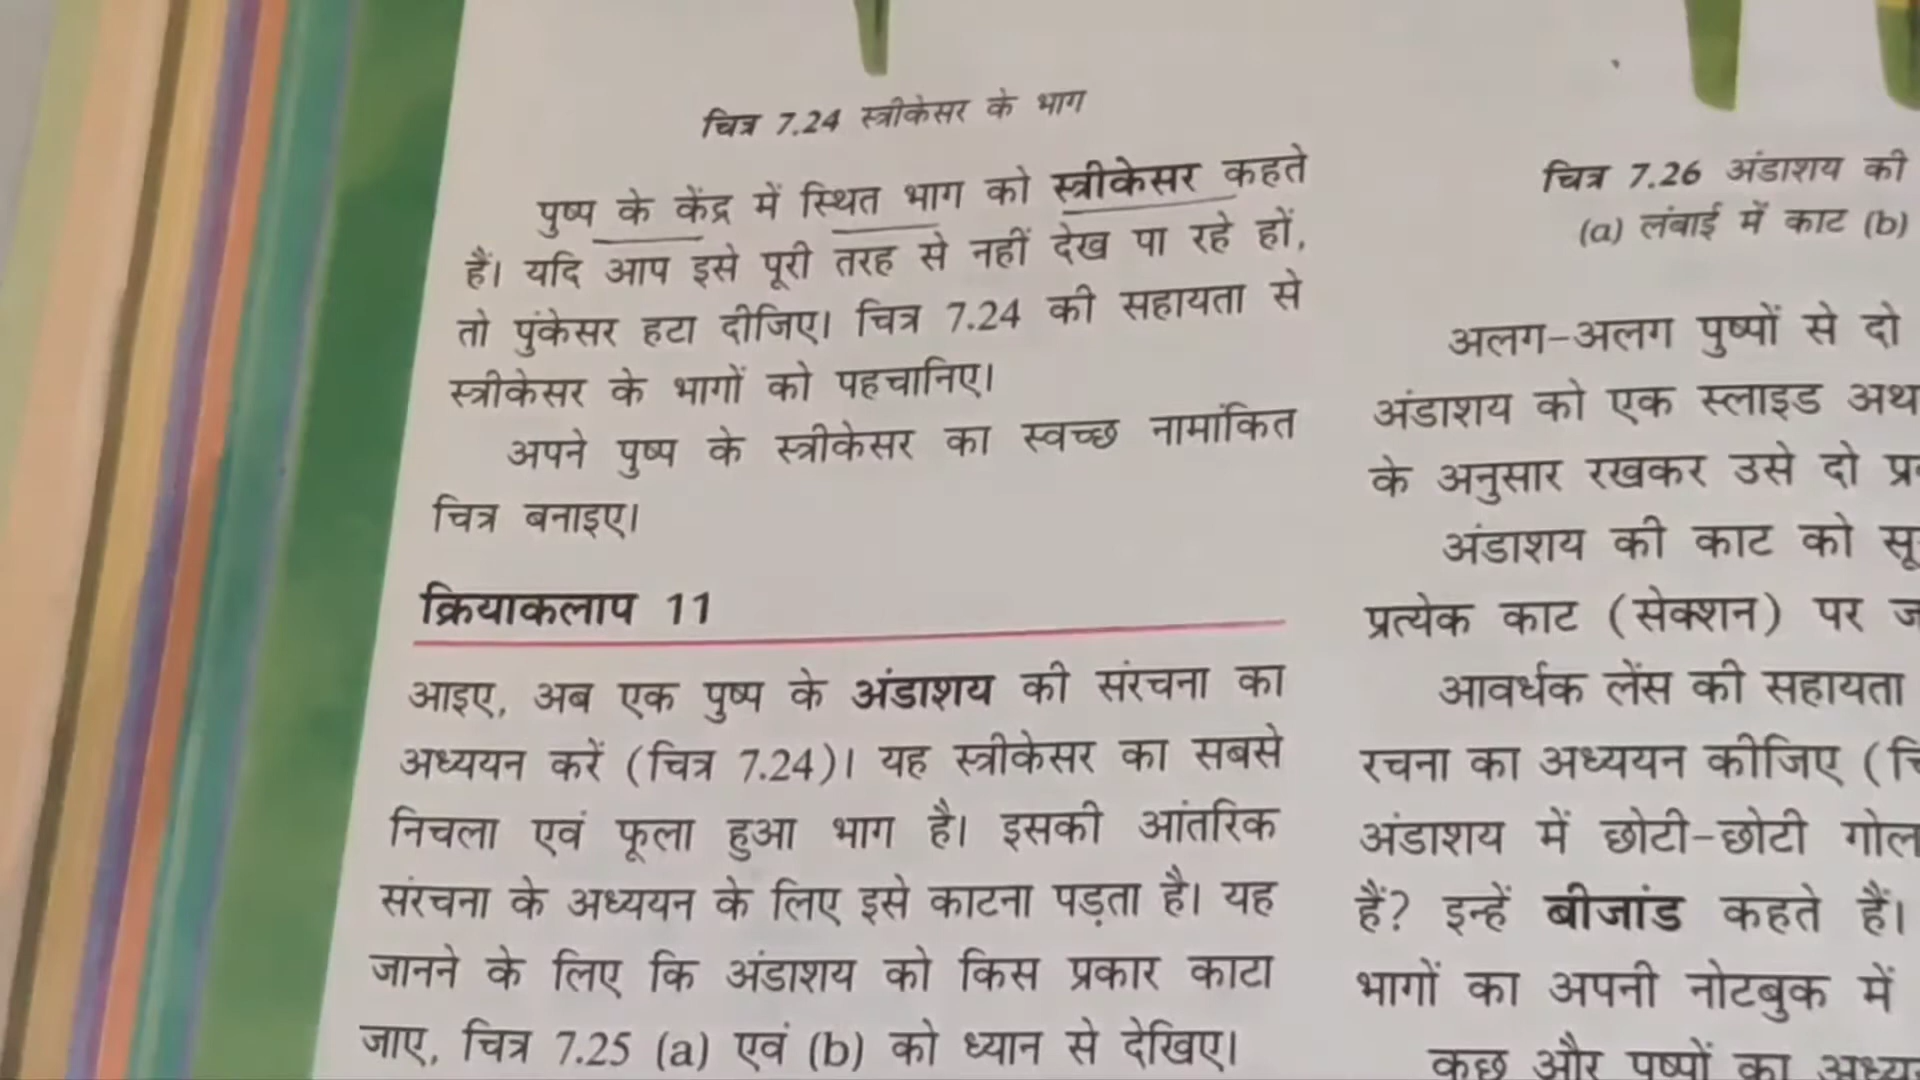 चित्र 7.24 स्त्रीकेसर के भाग
पुष्प के केंद्र में स्थित भाग को स्त्रीकेसर कहते
हैं। यदि आप इसे पूरी तरह से नहीं देख पा रहे हों,
तो पुंकेसर हटा दीजिए। चित्र 7.24 की सहायता से
स्त्रीकेसर के भागों को पहचानिए।
अपने पुष्प के स्त्रीकेसर का स्वच्छ नामांकित
चित्र बनाइए।
क्रियाकलाप 11
आइए, अब एक पुष्प के अंडाशय की संरचना का
अध्ययन करें (चित्र 7.24)। यह स्त्रीकेसर का सबसे
निचला एवं फूला हुआ भाग है। इसकी आंतरिक
संरचना के अध्ययन के लिए इसे काटना पड़ता है। यह
जानने के लिए कि अंडाशय को किस प्रकार काटा
जाए, चित्र 7.25 (a) एवं (b) को ध्यान से देखिए।
चित्र 7.26 अंडाशय की
(a) लंबाई में काट (b)
अलग-अलग पुष्पों से दो
अंडाशय को एक स्लाइड
के अनुसार रखकर उसे दो
अंडाशय की काट को
प्रत्येक काट (सेक्शन) पर
आवर्धक लेंस की सहायता
रचना का अध्ययन कीजिए
अंडाशय में छोटी-छोटी गोल
हैं? इन्हें बीजांड कहते हैं।
भागों का अपनी नोटबुक में
कुछ और पुष्पों का